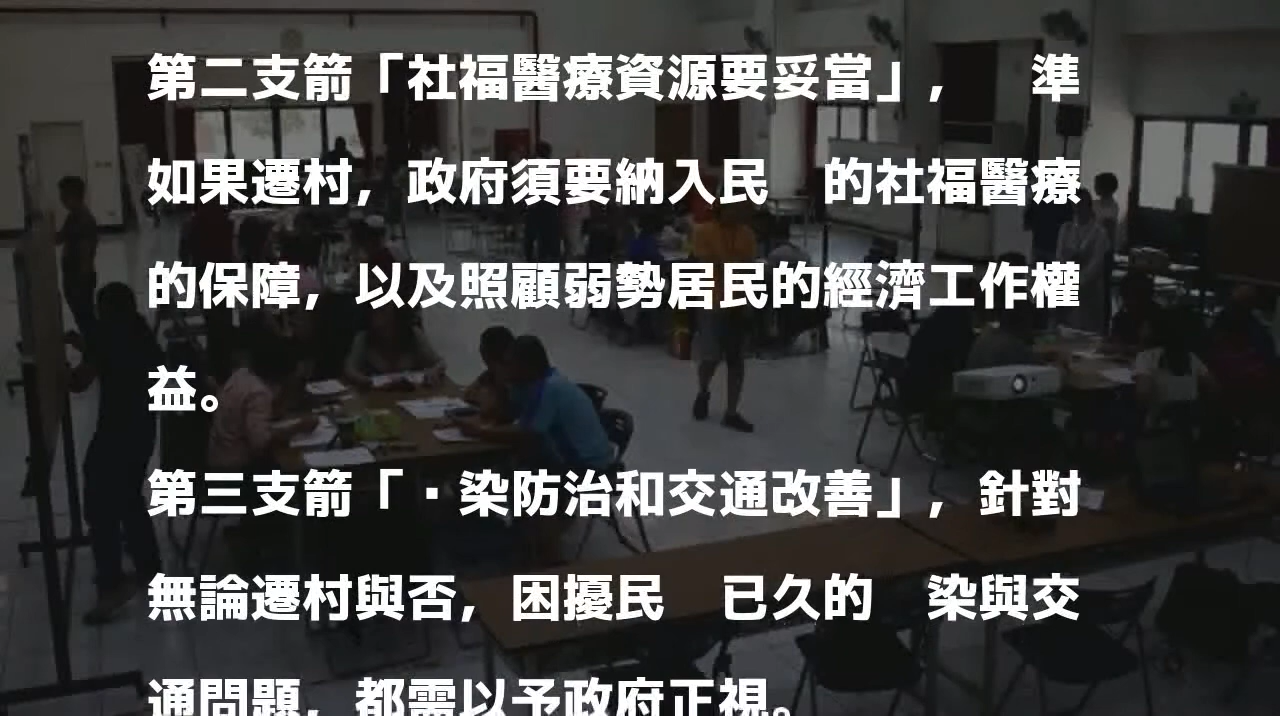 第二支箭「社福醫療資源要妥當」，　準
如果遷村，政府須要納入民　的社福醫療
的保障，以及照顧弱勢居民的經濟工作權
益。
第三支箭「▪染防治和交通改善」，針對
無論遷村與否，困擾民　已久的　染與交
通問題，都需以予政府正視。